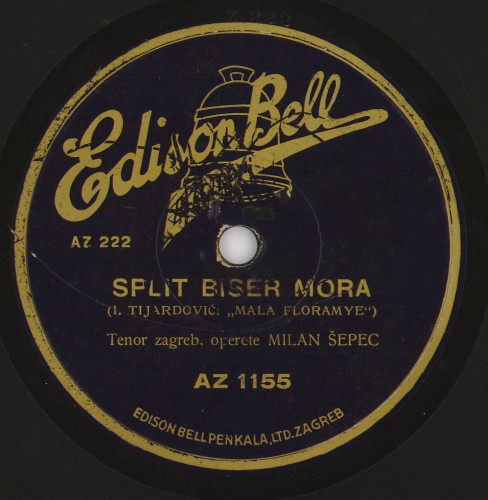 Z 222
Edison Bell
AZ 222
SPLIT BISER MORA
(I. TIJARDOVIĆ: „MALA FLORAMYE“)
Tenor zagreb. operete MILAN ŠEPEC
AZ 1155
EDISON BELL PENKALA, LTD. ZAGREB